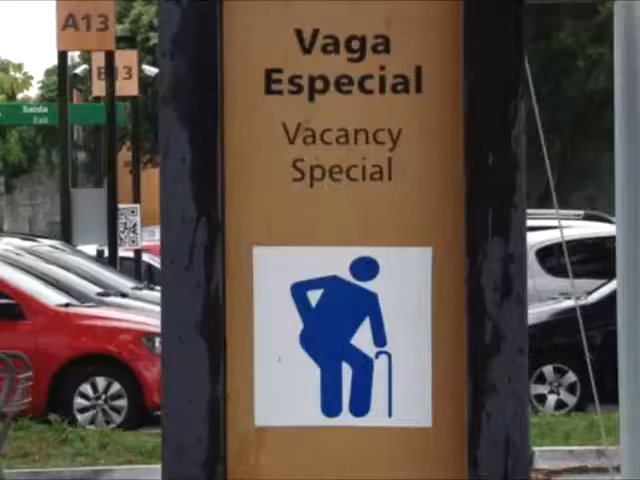 A13
B13
Saída
Exit
Vaga
Especial
Vacancy
Special